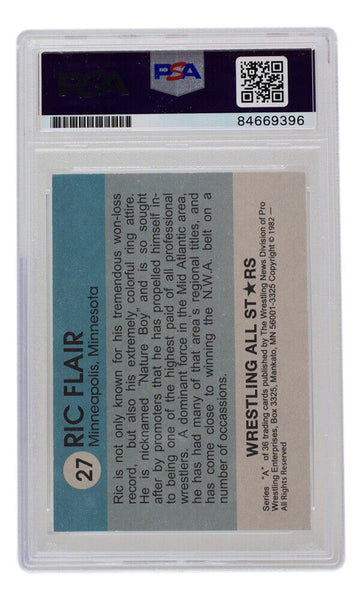 PSA
PSA
84669396
27
RIC FLAIR
Minneapolis, Minnesota
Ric is not only known for his tremendous won-loss
record, but also his extremely colorful ring attire.
He is nicknamed "Nature Boy" and is so sought
after by promoters that he has propelled himself in-
to being one of the highest paid of all professional
wrestlers. A dominant force in the Mid Atlantic area,
he has had many of that area's regional titles, and
has come close to winning the N.W.A. belt on a
number of occassions.
WRESTLING ALL ST★RS
Series "A" of 36 trading cards published by The Wrestling News Division of Pro
Wrestling Enterprises, Box 3325, Mankato, MN 56001-3325 Copyright © 1982 —
All Rights Reserved